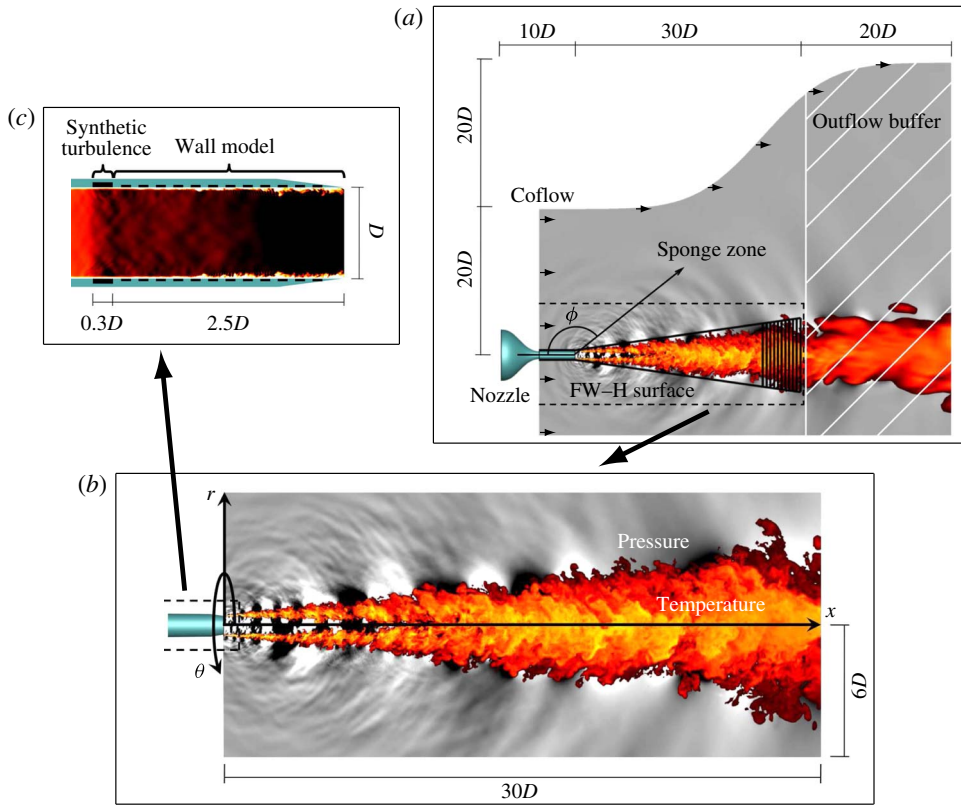 (a)
10D
30D
20D
20D
20D
Outflow buffer
Coflow
Sponge zone
ϕ
Nozzle
FW–H surface
(c)
Synthetic
turbulence
Wall model
D
0.3D
2.5D
(b)
r
Pressure
Temperature
x
θ
6D
30D